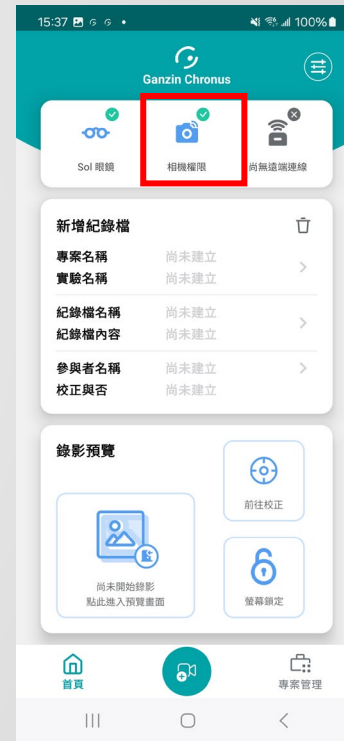 15:37 100%
Ganzin Chronus
Sol 眼鏡
相機權限
尚無遠端連線
新增紀錄檔
專案名稱 尚未建立
實驗名稱 尚未建立
紀錄檔名稱 尚未建立
紀錄檔內容 尚未建立
參與者名稱 尚未建立
校正與否 尚未建立
錄影預覽
前往校正
尚未開始錄影
點此進入預覽畫面
螢幕鎖定
首頁
專案管理